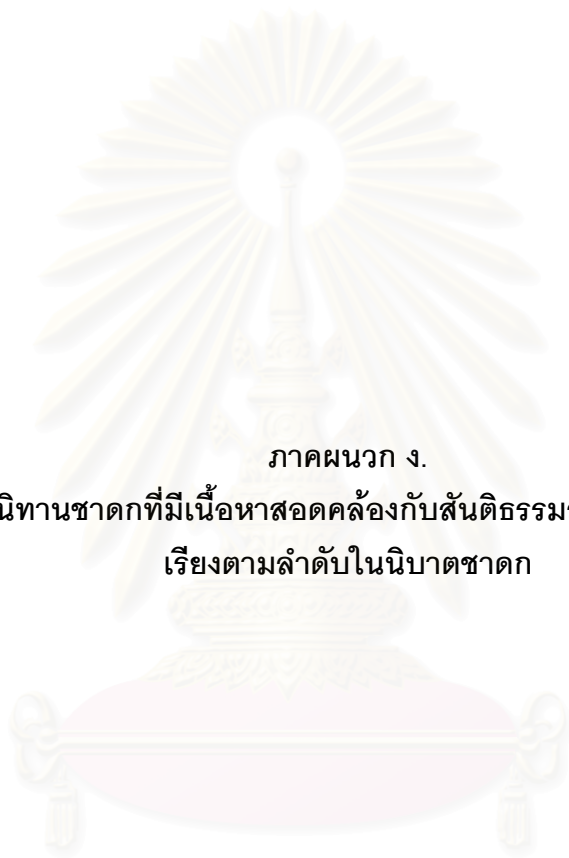 ภาคผนวก ง.
นิทานชาดกที่มีเนื้อหาสอดคล้องกับสันติธรรม
เรียงตามลำดับในนิบาตชาดก